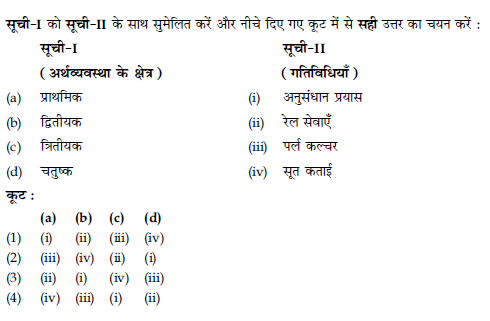 सूची-I को सूची-II के साथ सुमेलित करें और नीचे दिए गए कूट में से सही उत्तर का चयन करें :
सूची-I सूची-II
( अर्थव्यवस्था के क्षेत्र ) ( गतिविधियाँ )
(a) प्राथमिक (i) अनुसंधान प्रयास
(b) द्वितीयक (ii) रेल सेवाएँ
(c) त्रितीयक (iii) पर्ल कल्चर
(d) चतुष्क (iv) सूत कताई
कूट :
(a) (b) (c) (d)
(1) (i) (ii) (iii) (iv)
(2) (iii) (iv) (ii) (i)
(3) (ii) (i) (iv) (iii)
(4) (iv) (iii) (i) (ii)